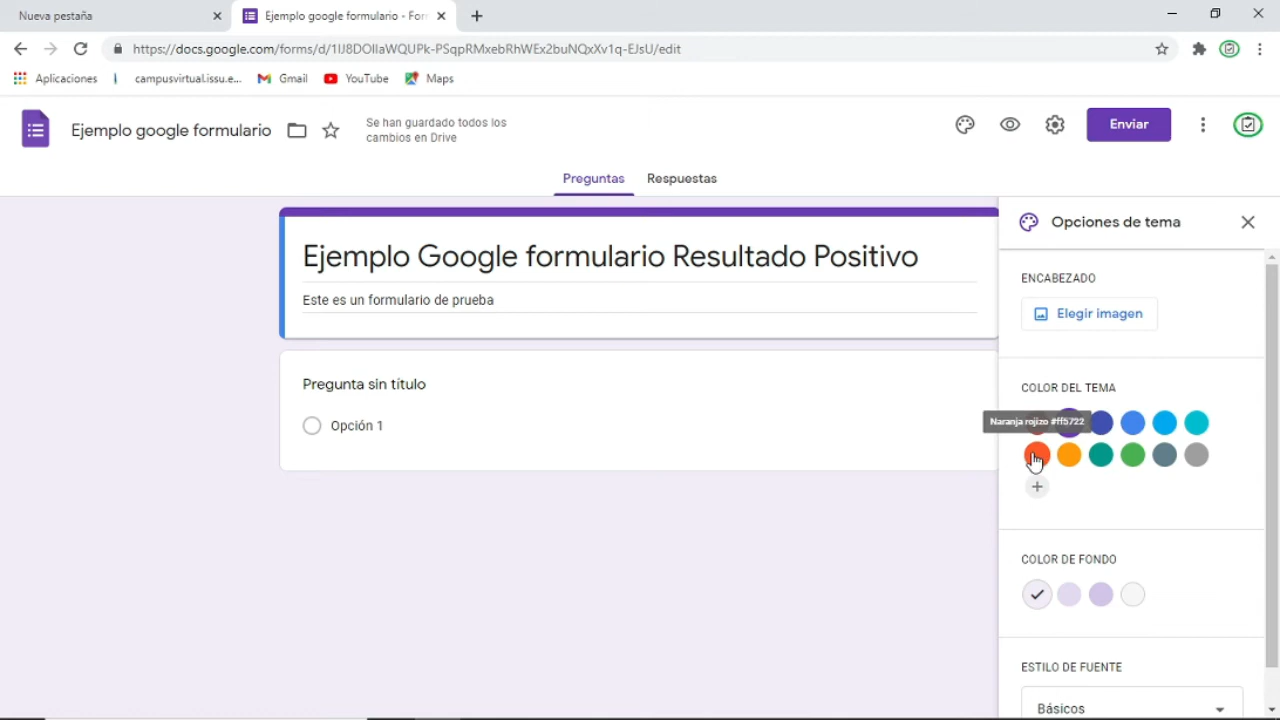 Nueva pestaña
Ejemplo google formulario - For
https://docs.google.com/forms/d/1IJ8DOIIaWQUPk-PSqpRMxebRhWEx2buNQxXv1q-EJsU/edit
Aplicaciones
campusvirtual.issu.e...
Gmail
YouTube
Maps
Ejemplo google formulario
Se han guardado todos los
cambios en Drive
Enviar
Preguntas
Respuestas
Opciones de tema
Ejemplo Google formulario Resultado Positivo
Este es un formulario de prueba
ENCABEZADO
Elegir imagen
Pregunta sin título
Opción 1
COLOR DEL TEMA
Naranja rojizo #ff5722
COLOR DE FONDO
ESTILO DE FUENTE
Básicos